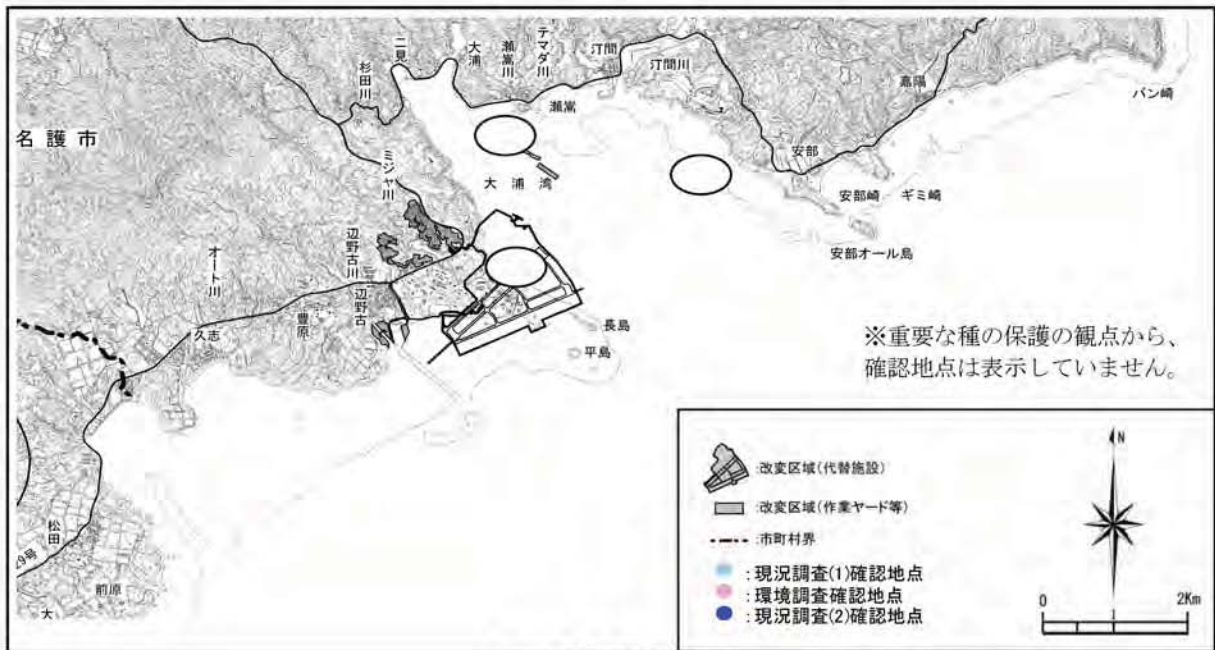 名護市
杉田川
二見
大浦
瀬嵩川
テマダ川
汀間
汀間川
嘉陽
バン崎
瀬嵩
大浦湾
安部
安部崎
ギミ崎
安部オール島
ミジャ川
辺野古川
辺野古
オート川
豊原
久志
長島
平島
松田
29号
前原
大
※重要な種の保護の観点から、
確認地点は表示していません。
:改変区域(代替施設)
:改変区域(作業ヤード等)
:市町村界
:現況調査(1)確認地点
:環境調査確認地点
:現況調査(2)確認地点
N
0 2Km